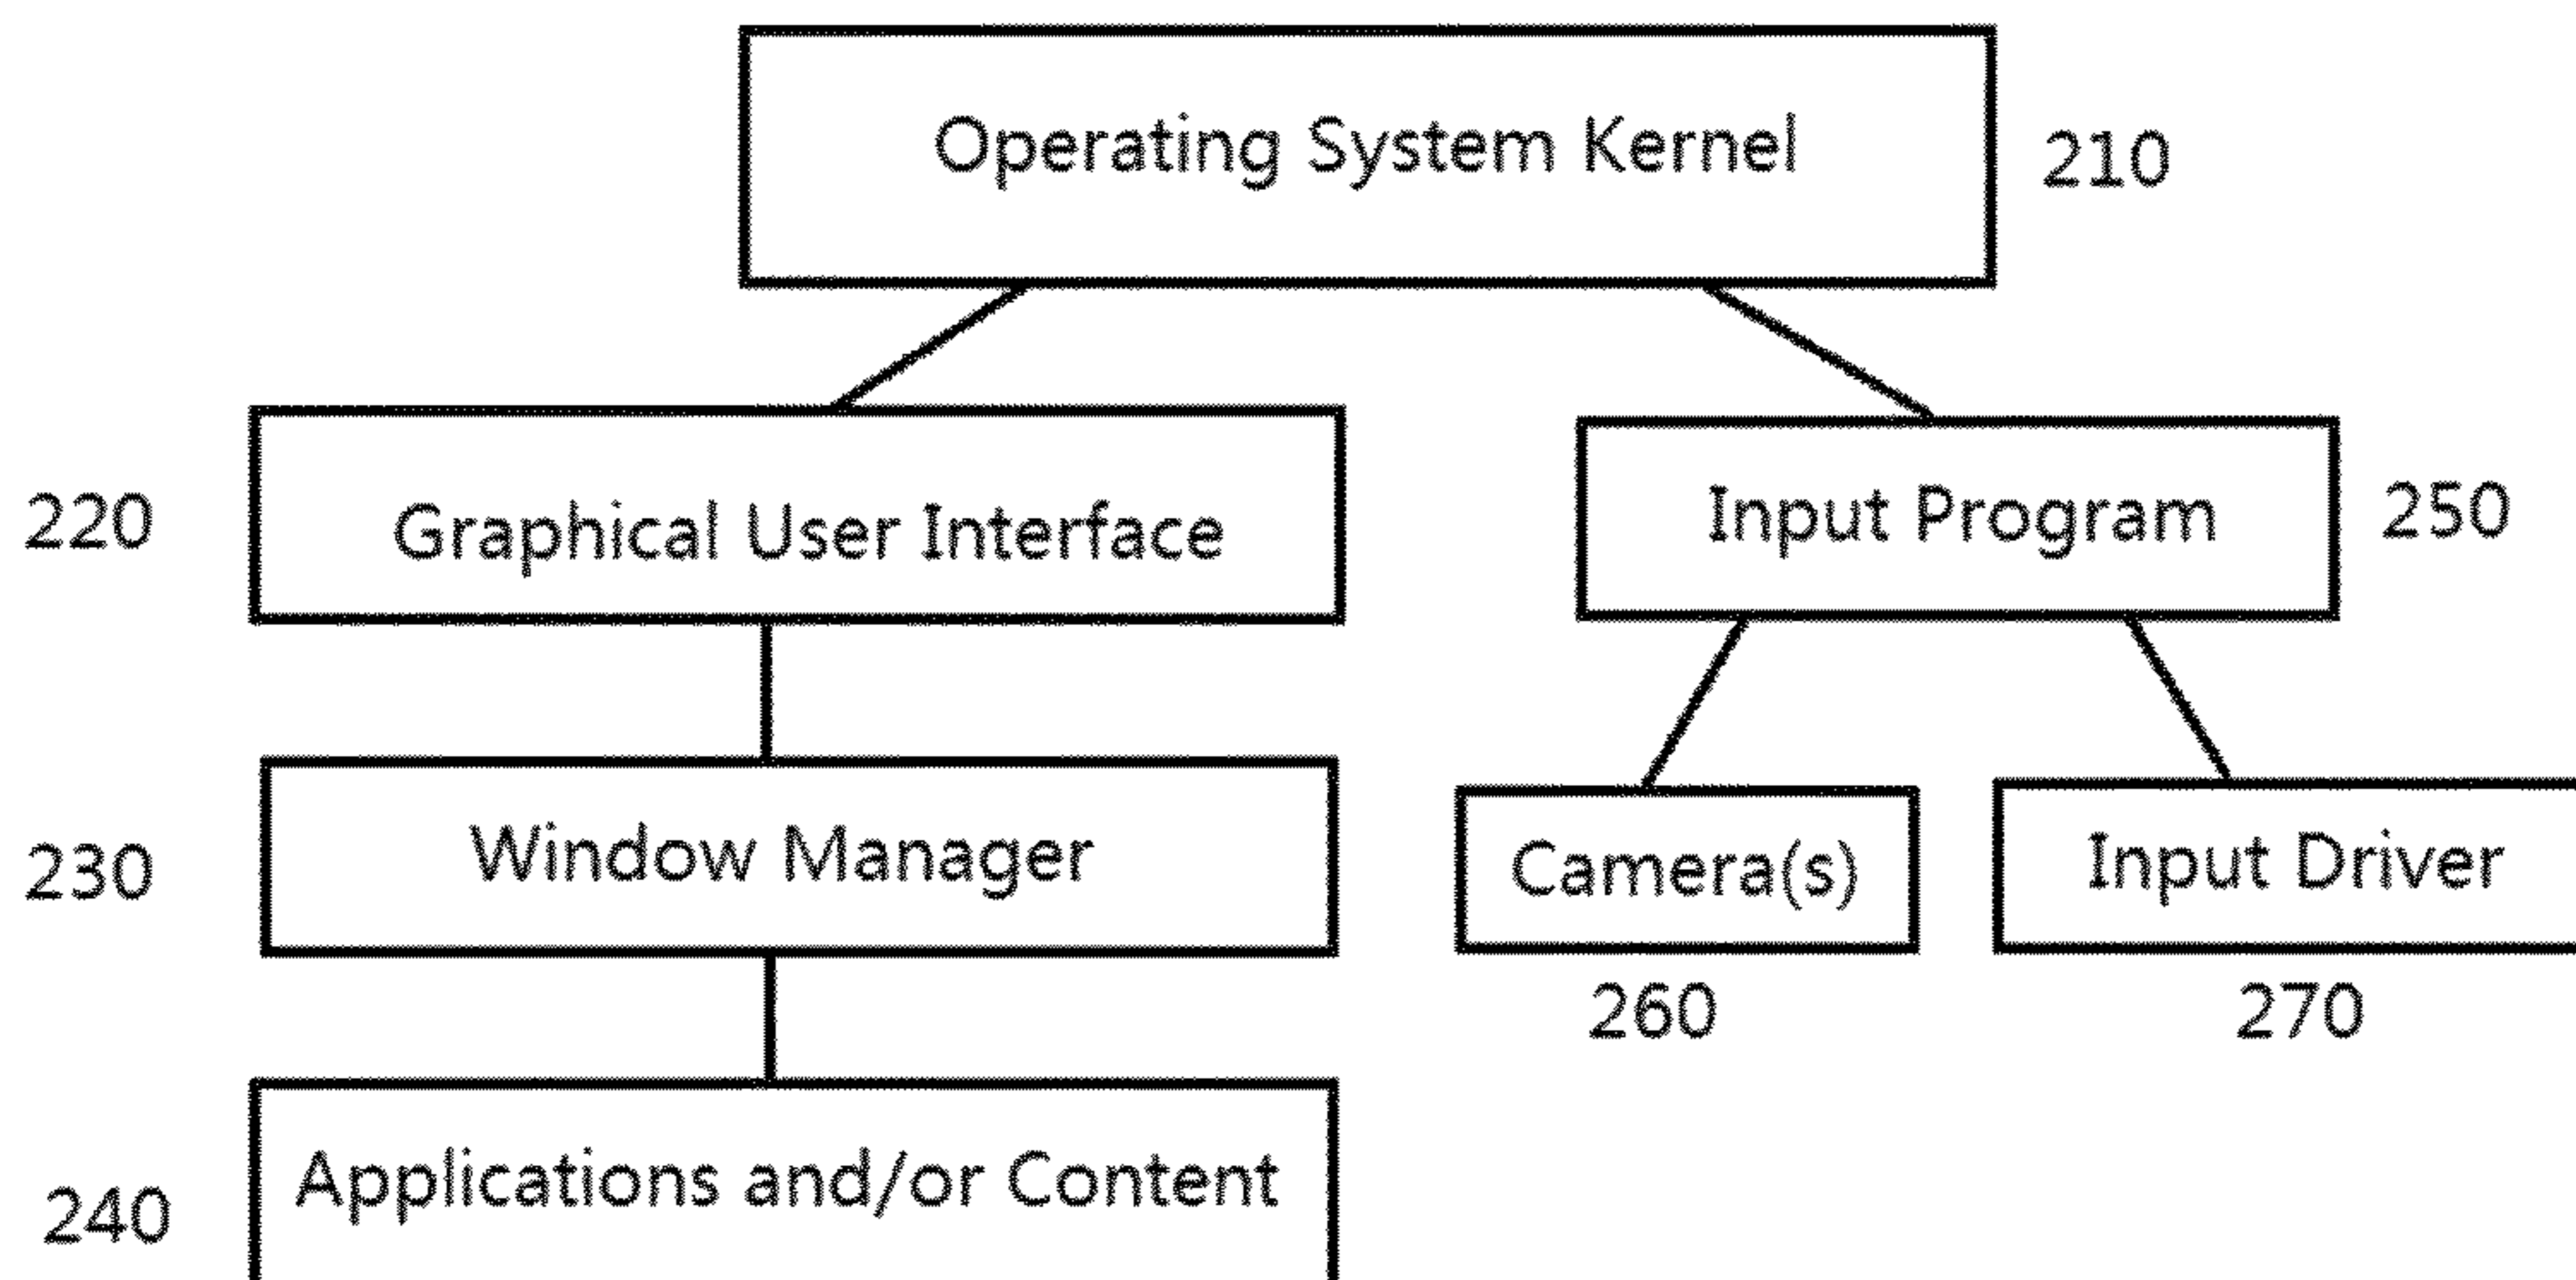 Operating System Kernel
210
220
Graphical User Interface
Input Program
250
230
Window Manager
Camera(s)
Input Driver
260
270
240
Applications and/or Content